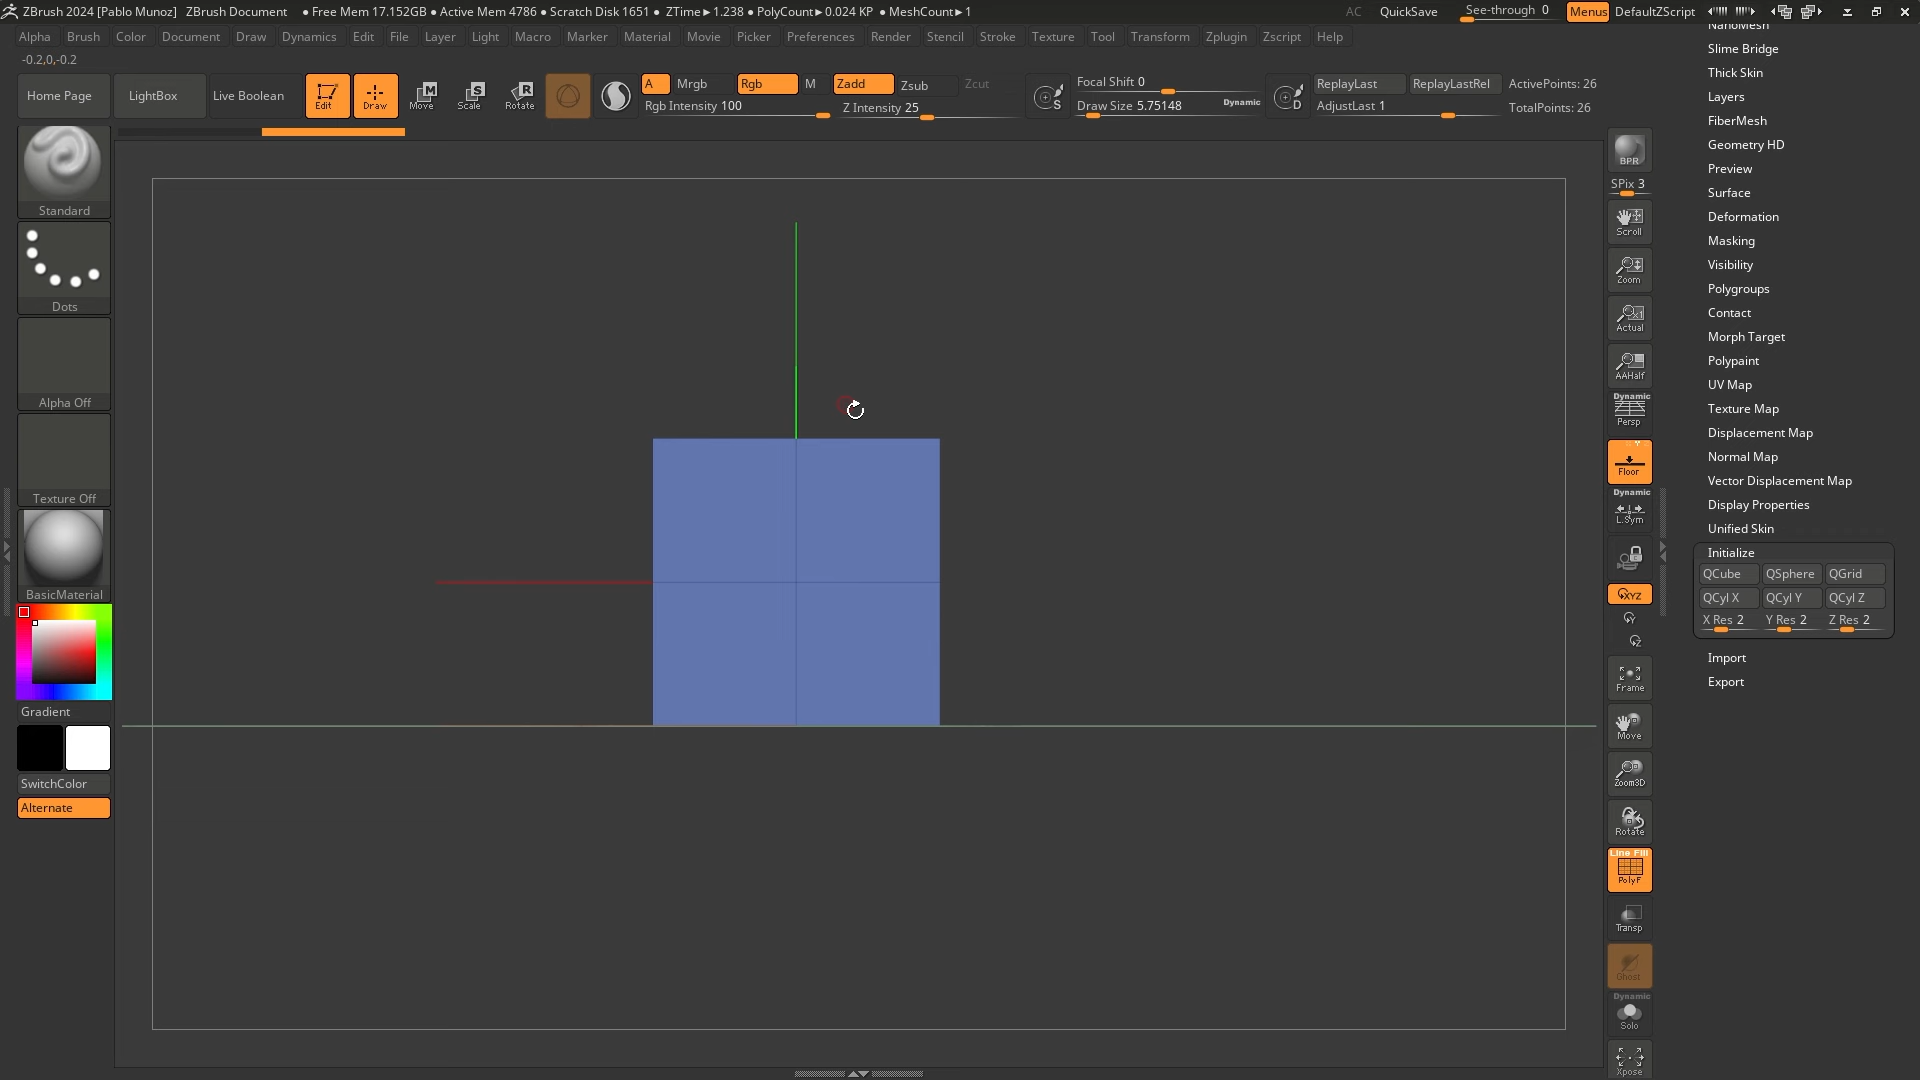 ZBrush 2024 [Pablo Munoz] ZBrush Document ● Free Mem 17.152GB ● Active Mem 4786 ● Scratch Disk 1651 ● ZTime►1.238 ● PolyCount►0.024 KP ● MeshCount►1 AC QuickSave See-through 0 Menus DefaultZScript
Alpha Brush Color Document Draw Dynamics Edit File Layer Light Macro Marker Material Movie Picker Preferences Render Stencil Stroke Texture Tool Transform Zplugin Zscript Help
-0.2,0,-0.2
Home Page LightBox Live Boolean Edit Draw Move Scale Rotate
A Mrgb Rgb M Zadd Zsub Zcut
Rgb Intensity 100 Z Intensity 25
Focal Shift 0
Draw Size 5.75148 Dynamic
ReplayLast ReplayLastRel ActivePoints: 26
AdjustLast 1 TotalPoints: 26
Standard
Dots
Alpha Off
Texture Off
BasicMaterial
Gradient
SwitchColor
Alternate
BPR
SPix 3
Scroll
Zoom
Actual
AAHalf
Dynamic
Persp
Floor
Dynamic
L.Sym
XYZ
Y
Z
Frame
Move
Zoom3D
Rotate
Line Fill
PolyF
Transp
Ghost
Dynamic
Solo
Xpose
NanoMesh
Slime Bridge
Thick Skin
Layers
FiberMesh
Geometry HD
Preview
Surface
Deformation
Masking
Visibility
Polygroups
Contact
Morph Target
Polypaint
UV Map
Texture Map
Displacement Map
Normal Map
Vector Displacement Map
Display Properties
Unified Skin
Initialize
QCube QSphere QGrid
QCyl X QCyl Y QCyl Z
X Res 2 Y Res 2 Z Res 2
Import
Export